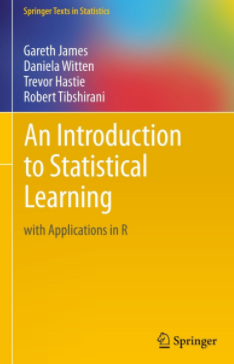 Springer Texts in Statistics
Gareth James
Daniela Witten
Trevor Hastie
Robert Tibshirani
An Introduction
to Statistical
Learning
with Applications in R
Springer